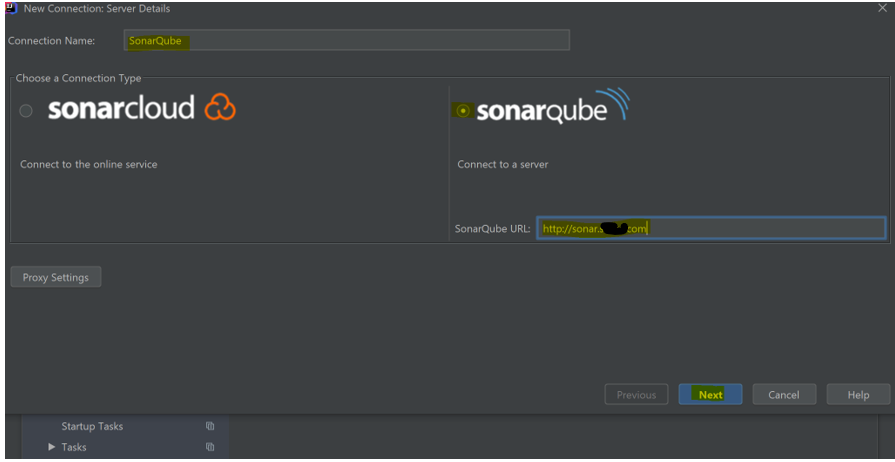 New Connection: Server Details
Connection Name: SonarQube
Choose a Connection Type
sonarcloud
sonarqube
Connect to the online service
Connect to a server
SonarQube URL: http://sonar.s com
Proxy Settings
Previous Next Cancel Help
Startup Tasks
Tasks